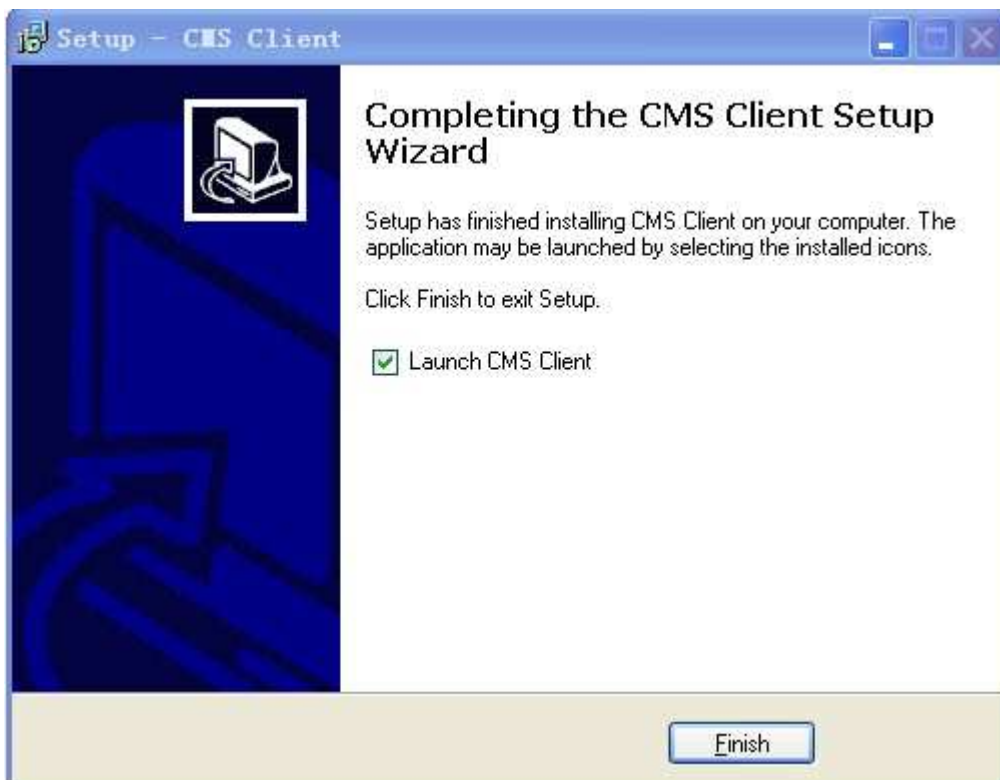 Setup - CMS Client
Completing the CMS Client Setup
Wizard
Setup has finished installing CMS Client on your computer. The
application may be launched by selecting the installed icons.
Click Finish to exit Setup.
Launch CMS Client
Finish